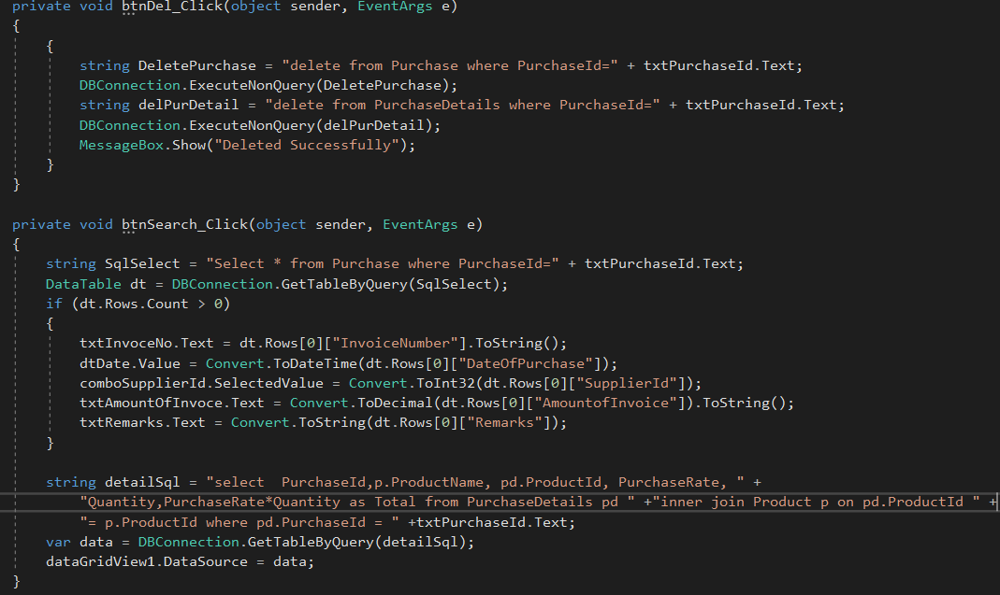 private void btnDel_Click(object sender, EventArgs e)
{
{
string DeletePurchase = "delete from Purchase where PurchaseId=" + txtPurchaseId.Text;
DBConnection.ExecuteNonQuery(DeletePurchase);
string delPurDetail = "delete from PurchaseDetails where PurchaseId=" + txtPurchaseId.Text;
DBConnection.ExecuteNonQuery(delPurDetail);
MessageBox.Show("Deleted Successfully");
}
}
private void btnSearch_Click(object sender, EventArgs e)
{
string SqlSelect = "Select * from Purchase where PurchaseId=" + txtPurchaseId.Text;
DataTable dt = DBConnection.GetTableByQuery(SqlSelect);
if (dt.Rows.Count > 0)
{
txtInvoceNo.Text = dt.Rows[0]["InvoiceNumber"].ToString();
dtDate.Value = Convert.ToDateTime(dt.Rows[0]["DateOfPurchase"]);
comboSupplierId.SelectedValue = Convert.ToInt32(dt.Rows[0]["SupplierId"]);
txtAmountOfInvoce.Text = Convert.ToDecimal(dt.Rows[0]["AmountofInvoice"]).ToString();
txtRemarks.Text = Convert.ToString(dt.Rows[0]["Remarks"]);
}
string detailSql = "select  PurchaseId,p.ProductName, pd.ProductId, PurchaseRate, " +
"Quantity,PurchaseRate*Quantity as Total from PurchaseDetails pd " +"inner join Product p on pd.ProductId " +
"= p.ProductId where pd.PurchaseId = " +txtPurchaseId.Text;
var data = DBConnection.GetTableByQuery(detailSql);
dataGridView1.DataSource = data;
}